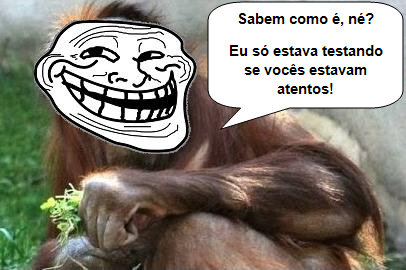 Sabem como é, né?
Eu só estava testando
se vocês estavam
atentos!